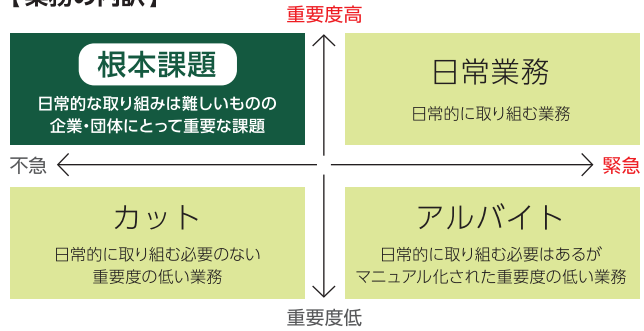 【業務の内訳】
重要度高
根本課題
日常的な取り組みは難しいものの
企業・団体にとって重要な課題
日常業務
日常的に取り組む業務
不急
緊急
カット
日常的に取り組む必要のない
重要度の低い業務
アルバイト
日常的に取り組む必要はあるが
マニュアル化された重要度の低い業務
重要度低